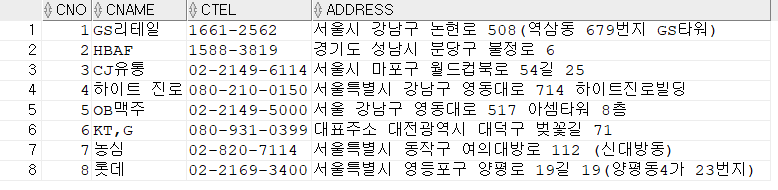 CNO CNAME CTEL ADDRESS
1 1 GS리테일 1661-2562 서울시 강남구 논현로 508(역삼동 679번지 GS타워)
2 2 HBAF 1588-3819 경기도 성남시 분당구 불정로 6
3 3 CJ유통 02-2149-6114 서울시 마포구 월드컵북로 54길 25
4 4 하이트 진로 080-210-0150 서울특별시 강남구 영동대로 714 하이트진로빌딩
5 5 OB맥주 02-2149-5000 서울 강남구 영동대로 517 아셈타워 8층
6 6 KT,G 080-931-0399 대표주소 대전광역시 대덕구 벚꽃길 71
7 7 농심 02-820-7114 서울특별시 동작구 여의대방로 112 (신대방동)
8 8 롯데 02-2169-3400 서울특별시 영등포구 양평로 19길 19(양평동4가 23번지)